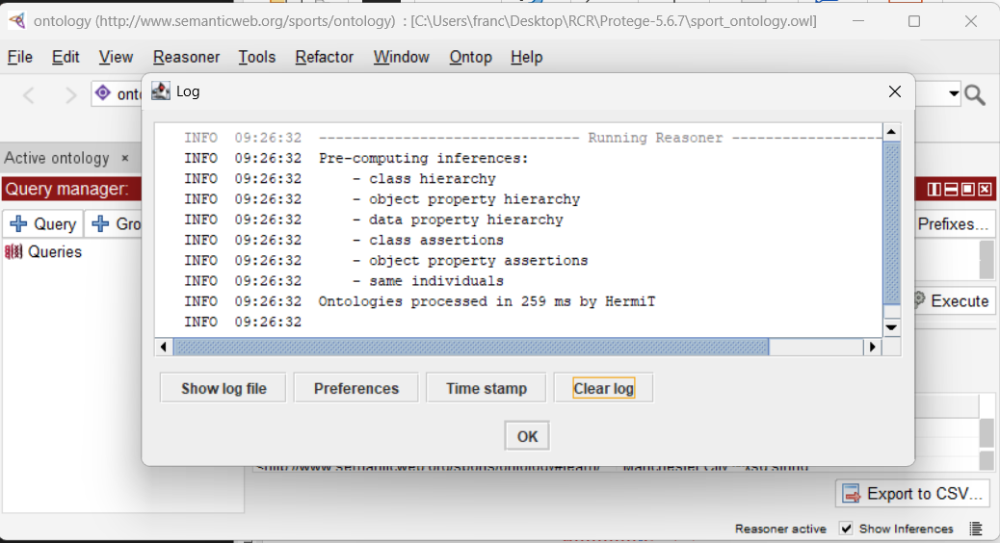 ontology (http://www.semanticweb.org/sports/ontology) : [C:\Users\franc\Desktop\RCR\Protege-5.6.7\sport_ontology.owl]
File Edit View Reasoner Tools Refactor Window Ontop Help
Log
INFO 09:26:32 ------------------------------- Running Reasoner -------------------
INFO 09:26:32 Pre-computing inferences:
INFO 09:26:32 - class hierarchy
INFO 09:26:32 - object property hierarchy
INFO 09:26:32 - data property hierarchy
INFO 09:26:32 - class assertions
INFO 09:26:32 - object property assertions
INFO 09:26:32 - same individuals
INFO 09:26:32 Ontologies processed in 259 ms by HermiT
INFO 09:26:32
Show log file Preferences Time stamp Clear log
OK
Active ontology ×
Query manager:
Query
Queries
Prefixes...
Execute
Export to CSV...
Reasoner active Show Inferences